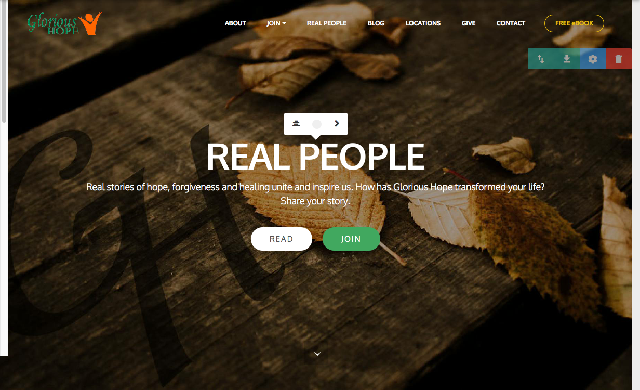 Glorious
HOPE
ABOUT
JOIN
REAL PEOPLE
BLOG
LOCATIONS
GIVE
CONTACT
FREE eBOOK
REAL PEOPLE
Real stories of hope, forgiveness and healing unite and inspire us. How has Glorious Hope transformed your life?
Share your story.
READ
JOIN